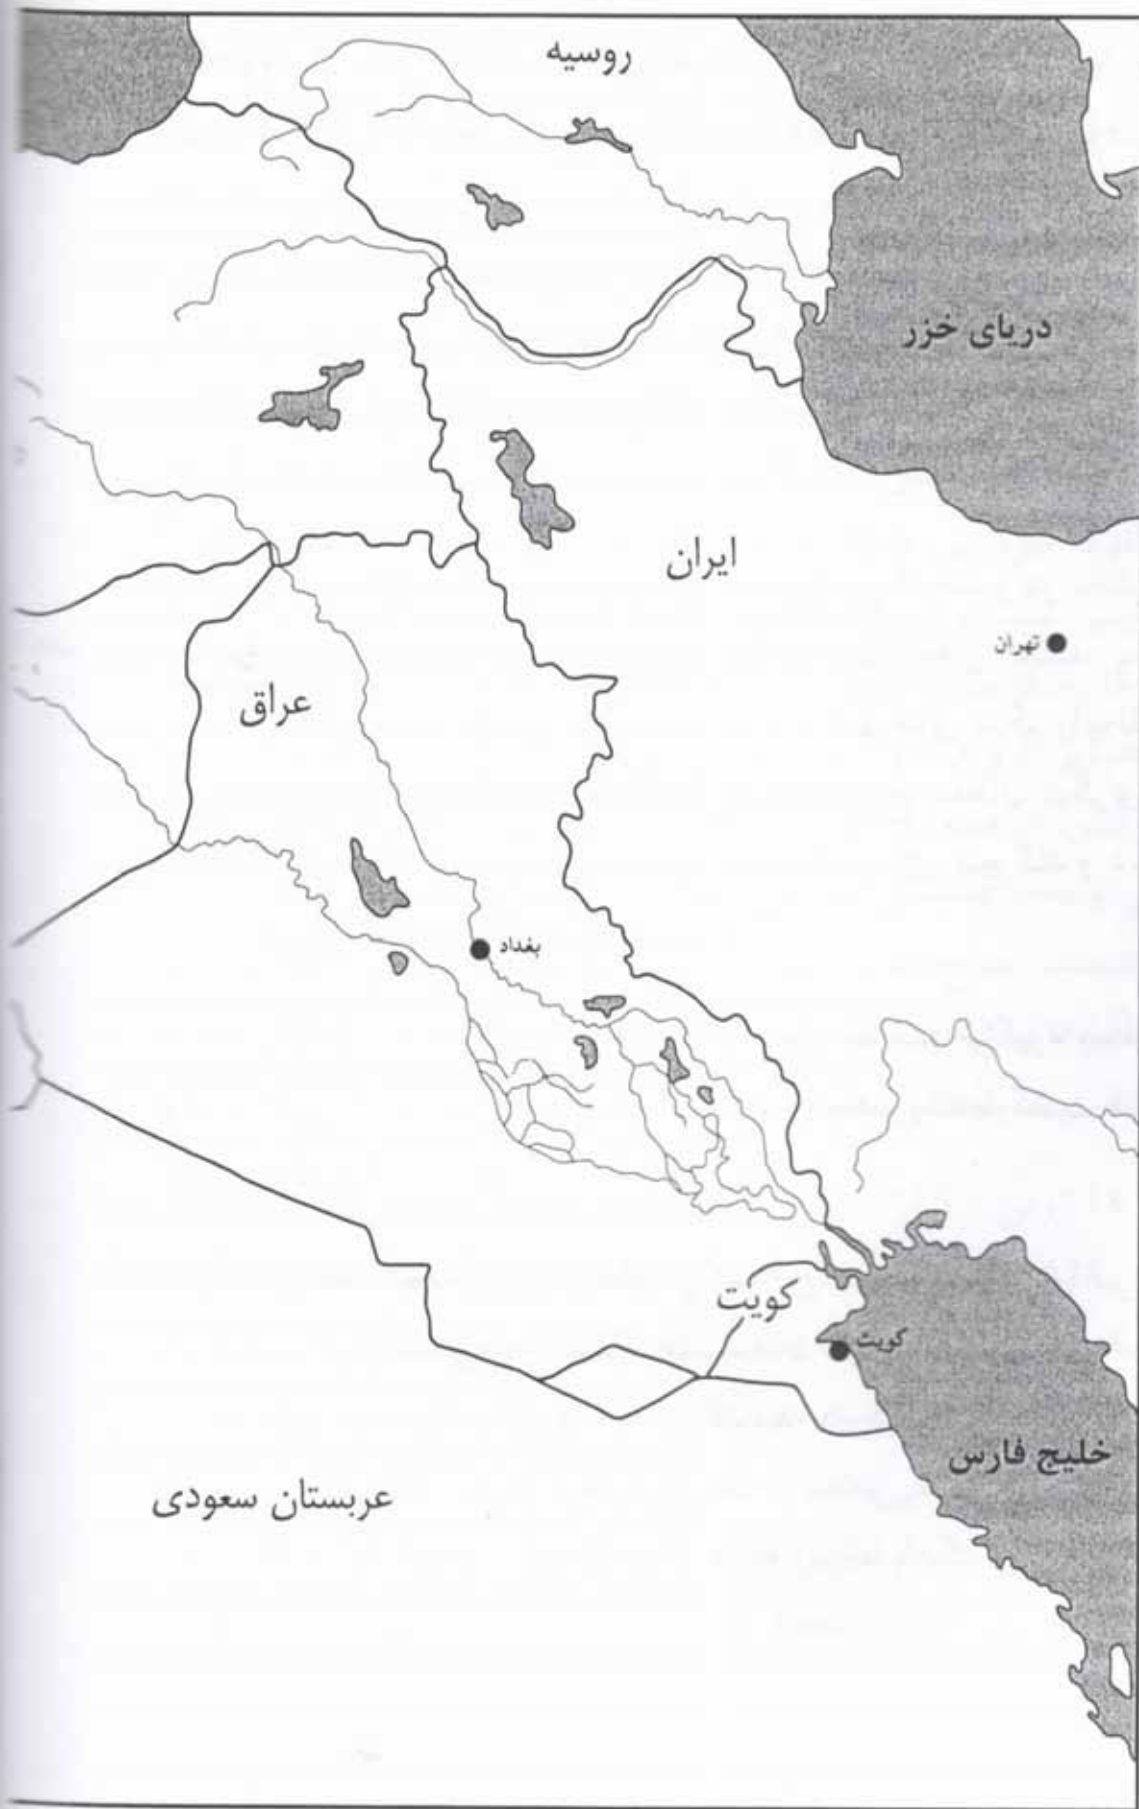 روسیه
دریای خزر
ایران
تهران
عراق
بغداد
کویت
کویت
خلیج فارس
عربستان سعودی